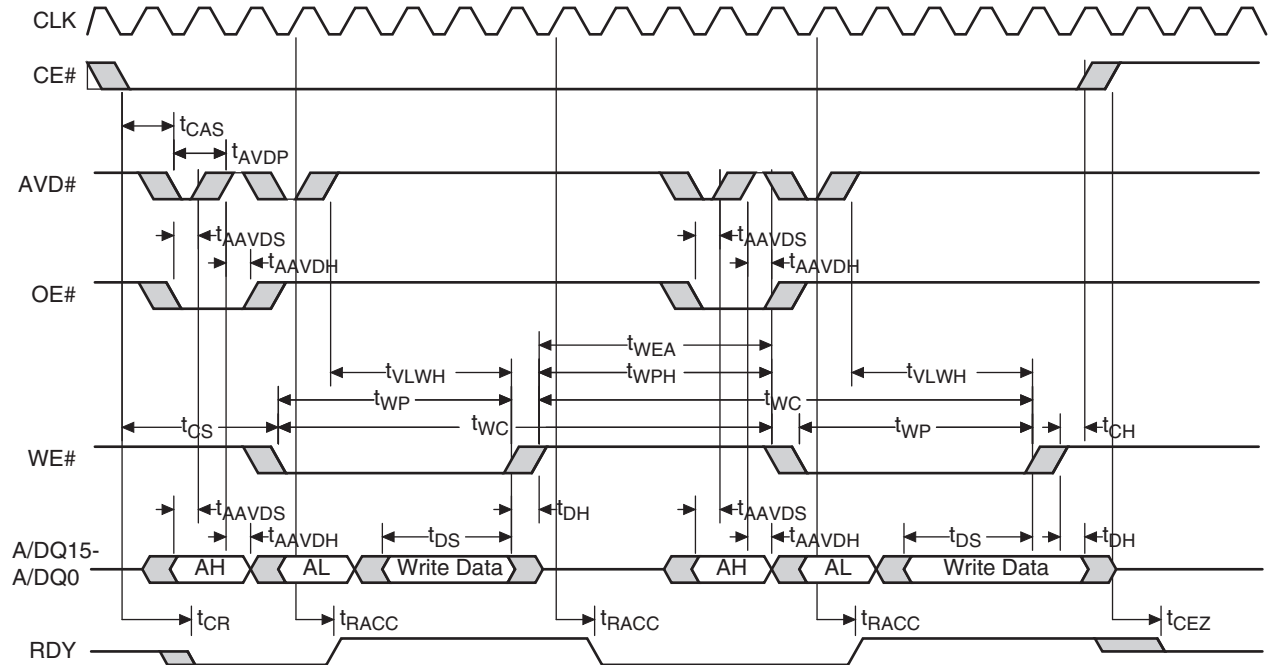 CLK
CE#
tCAS
tAVDP
AVD#
tAAVDS tAAVDS
tAAVDH tAAVDH
OE#
tWEA
tVLWH tWPH tVLWH
tWP tWC
tCS tWC tWP tCH
WE#
tAAVDS tDH tAAVDS
tAAVDH tDS tAAVDH tDS tDH
A/DQ15-
A/DQ0
AH AL Write Data AH AL Write Data
tCR tRACC tRACC tRACC tCEZ
RDY